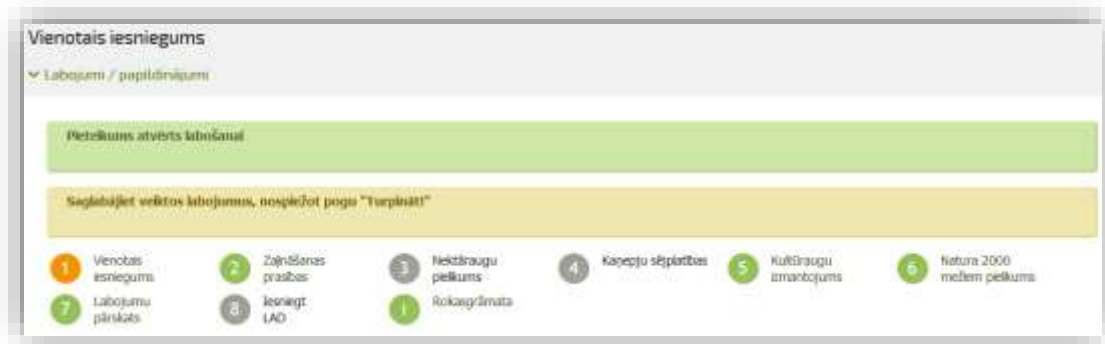 Vienotais iesniegums
Labojumi / papildinājumi
Pieteikums atvērts labošanai
Saglabājiet veiktos labojumus, nospiežot pogu "Turpināt!"
1 Vienotais iesniegums
2 Zaļināšanas prasības
3 Nektāraugu pielikums
4 Kaņepju sējplatības
5 Kultūraugu izmantojums
6 Natura 2000 mežiem pielikums
7 Labojumu pārskats
8 Iesniegt LAD
i Rokasgrāmata